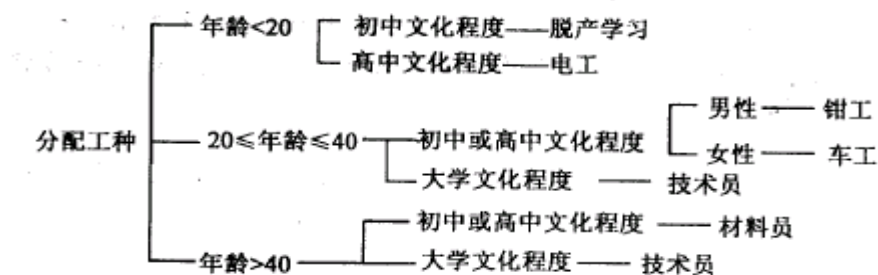 年龄<20 初中文化程度——脱产学习
高中文化程度——电工
男性——钳工
分配工种 20≤年龄≤40 初中或高中文化程度
女性——车工
大学文化程度——技术员
初中或高中文化程度——材料员
年龄>40 大学文化程度——技术员